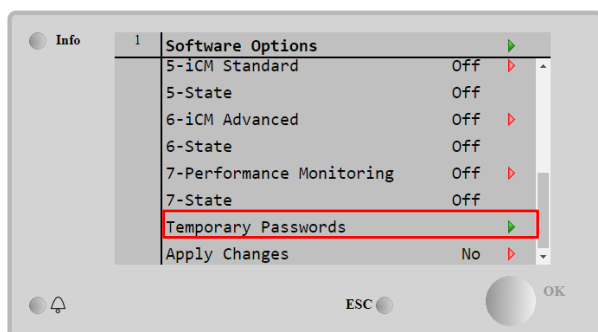 Info
1 Software Options
5-iCM Standard Off
5-State Off
6-iCM Advanced Off
6-State Off
7-Performance Monitoring Off
7-State Off
Temporary Passwords
Apply Changes No
ESC
OK